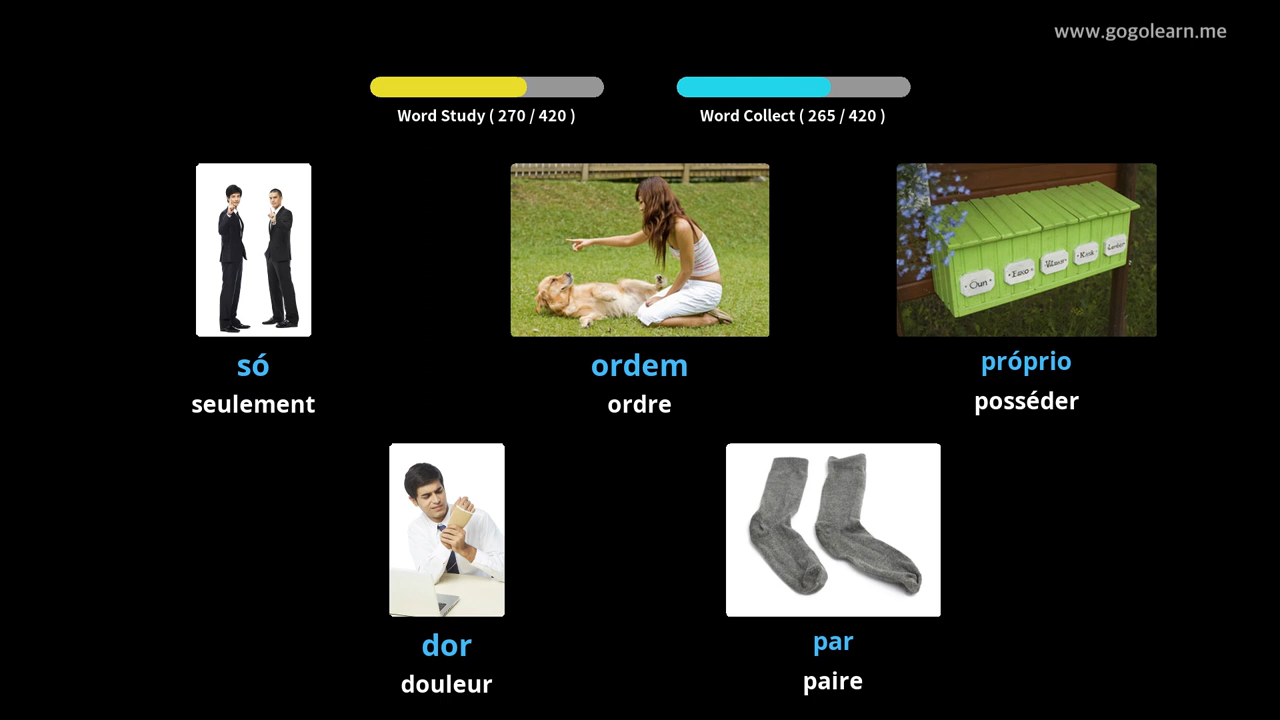 www.gogolearn.me
Word Study ( 270 / 420 )
Word Collect ( 265 / 420 )
só
seulement
ordem
ordre
próprio
posséder
dor
douleur
par
paire